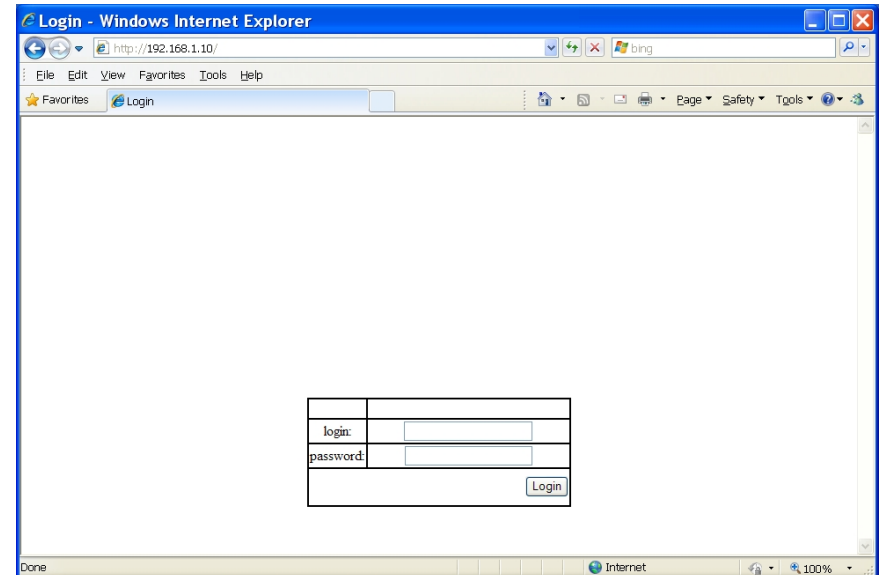 Login - Windows Internet Explorer
http://192.168.1.10/
bing
File Edit View Favorites Tools Help
Favorites Login Page Safety Tools
login:
password:
Login
Done Internet 100%